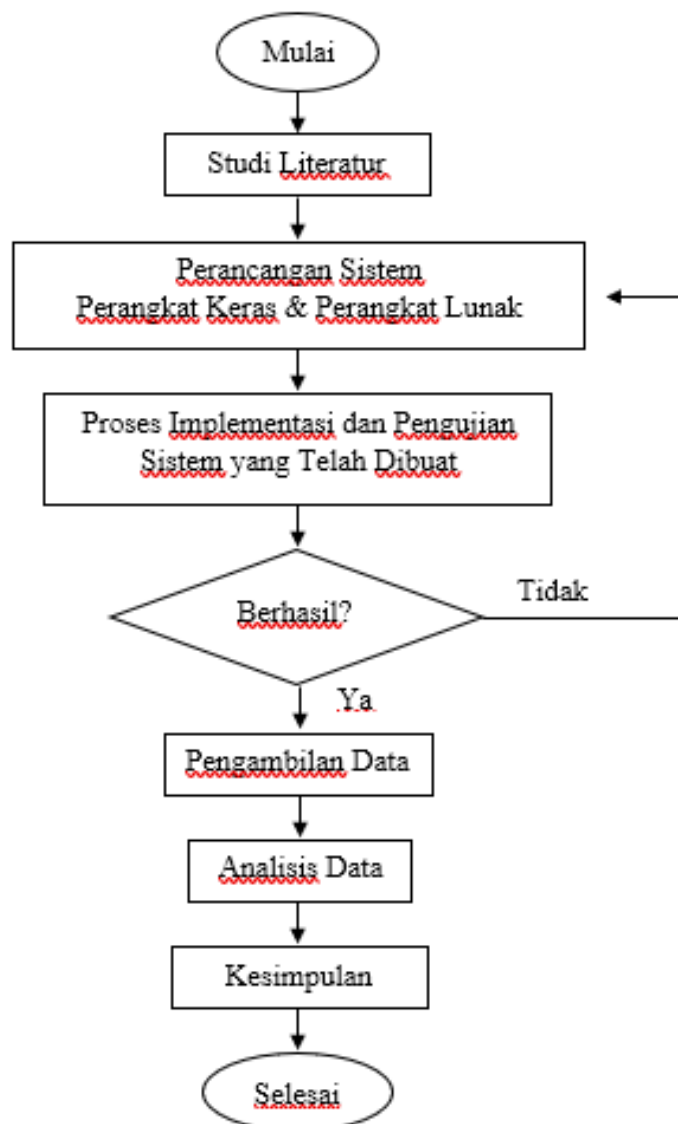 Mulai
Studi Literatur
Perancangan Sistem
Perangkat Keras & Perangkat Lunak
Proses Implementasi dan Pengujian
Sistem yang Telah Dibuat
Berhasil?
Tidak
Ya
Pengambilan Data
Analisis Data
Kesimpulan
Selesai